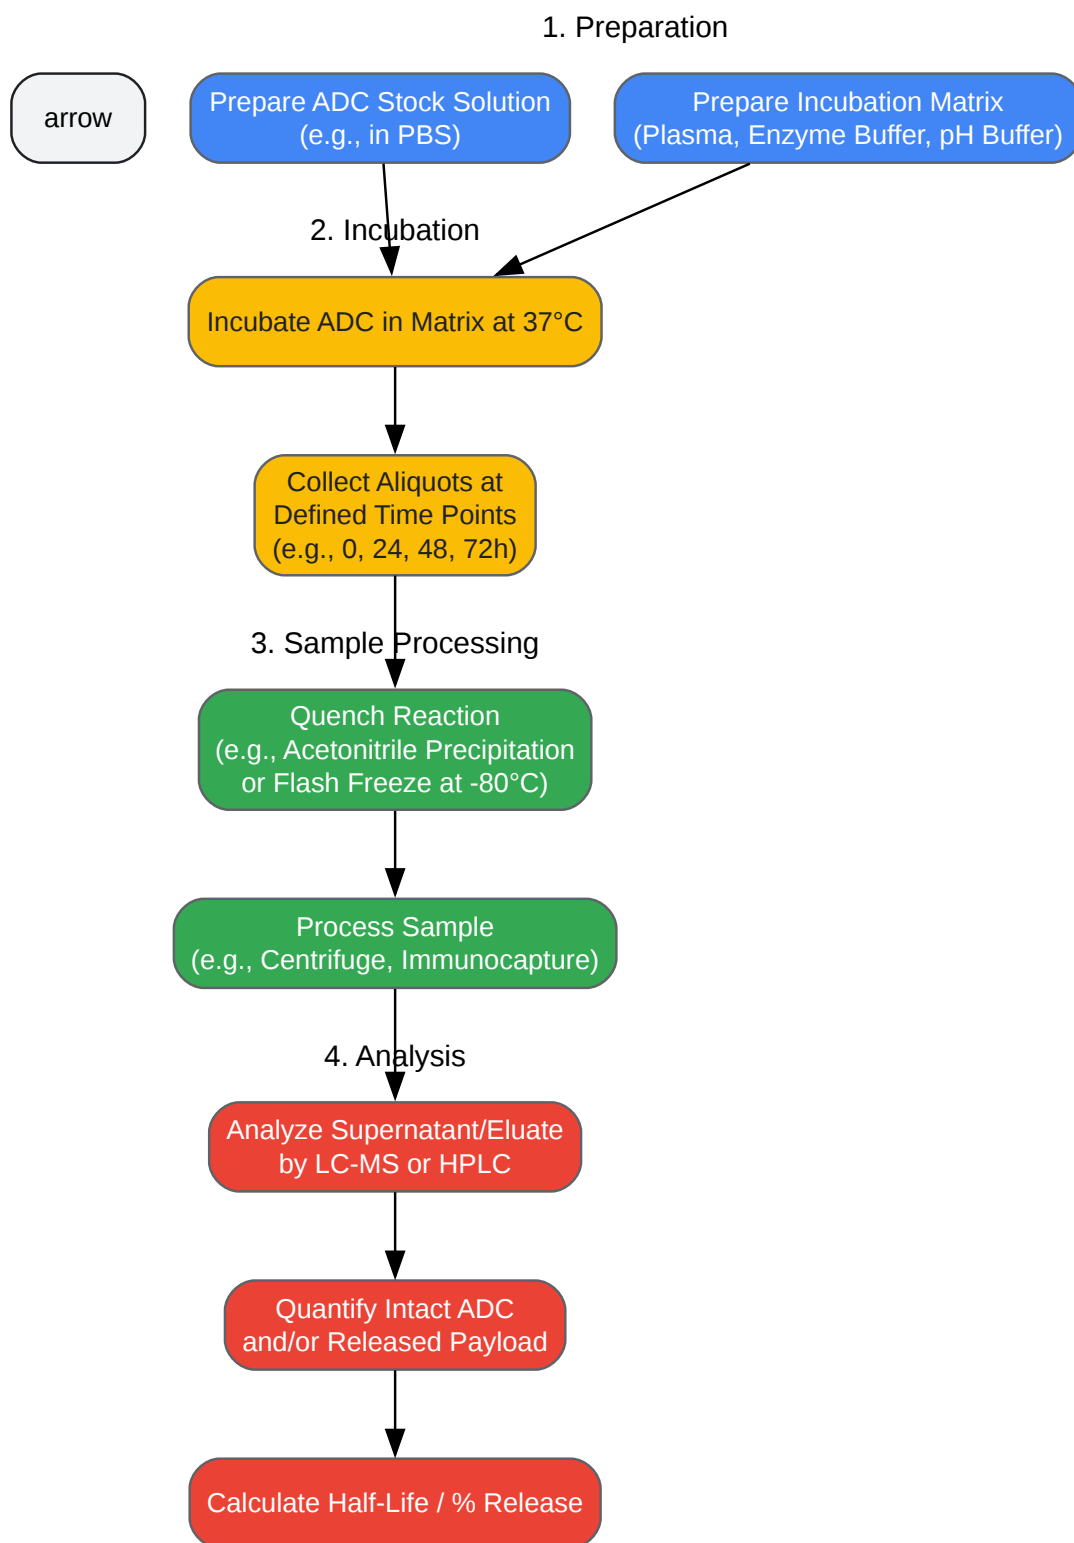 1. Preparation
arrow
Prepare ADC Stock Solution
(e.g., in PBS)
Prepare Incubation Matrix
(Plasma, Enzyme Buffer, pH Buffer)
2. Incubation
Incubate ADC in Matrix at 37°C
Collect Aliquots at
Defined Time Points
(e.g., 0, 24, 48, 72h)
3. Sample Processing
Quench Reaction
(e.g., Acetonitrile Precipitation
or Flash Freeze at -80°C)
Process Sample
(e.g., Centrifuge, Immunocapture)
4. Analysis
Analyze Supernatant/Eluate
by LC-MS or HPLC
Quantify Intact ADC
and/or Released Payload
Calculate Half-Life / % Release